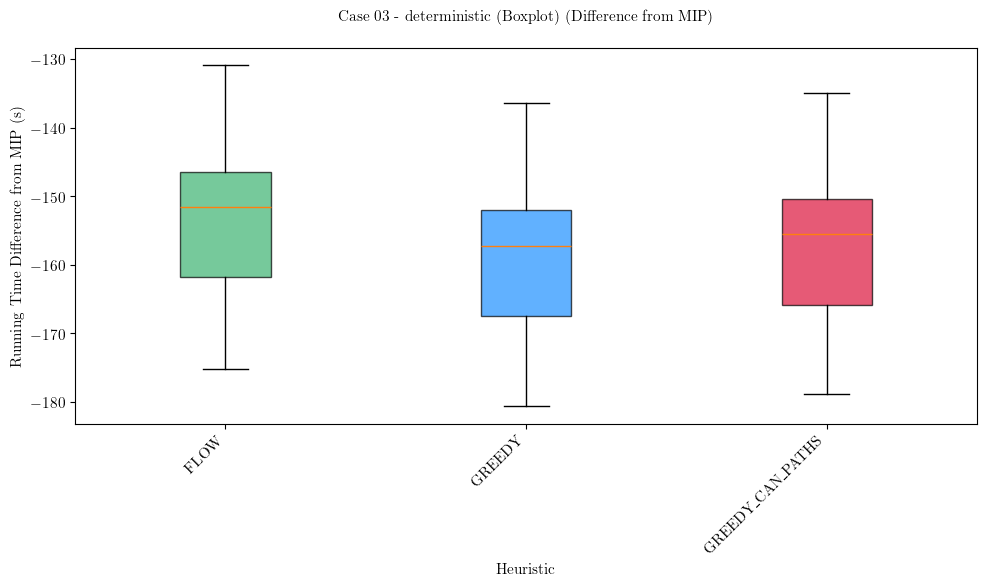 Case 03 - deterministic (Boxplot) (Difference from MIP)
Running Time Difference from MIP (s)
−130
−140
−150
−160
−170
−180
FLOW
GREEDY
GREEDY_CAN_PATHS
Heuristic